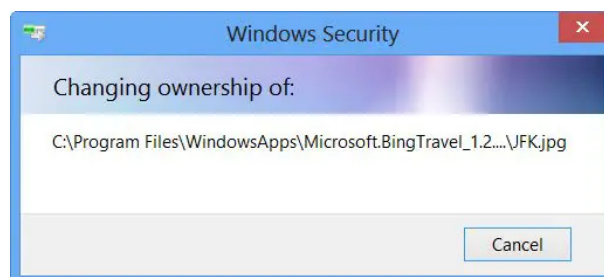 Windows Security
Changing ownership of:
C:\Program Files\WindowsApps\Microsoft.BingTravel_1.2....\JFK.jpg
Cancel